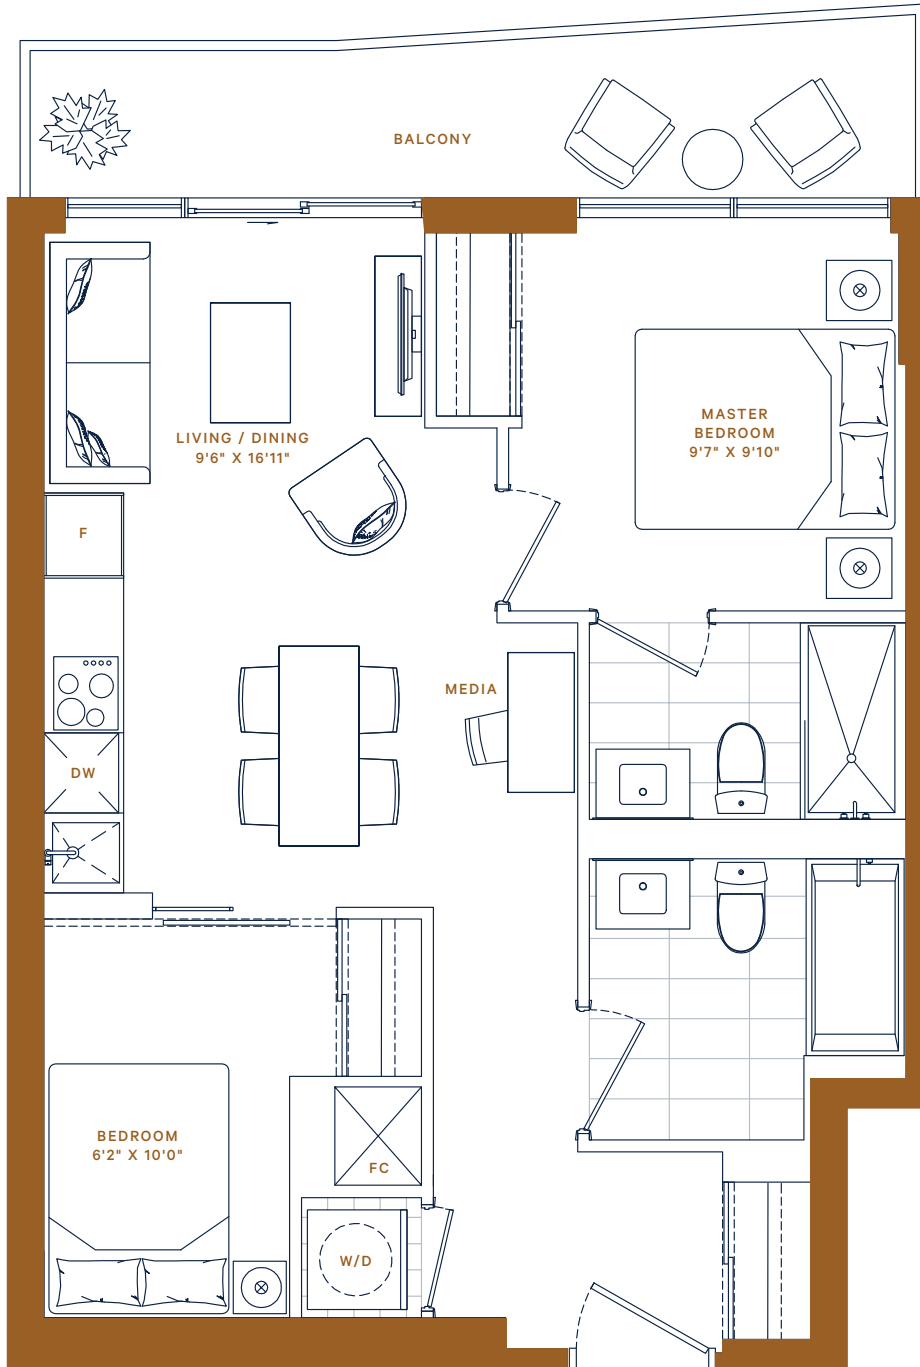 BALCONY
LIVING / DINING
9'6" X 16'11"
MASTER
BEDROOM
9'7" X 9'10"
F
MEDIA
DW
BEDROOM
6'2" X 10'0"
FC
W/D